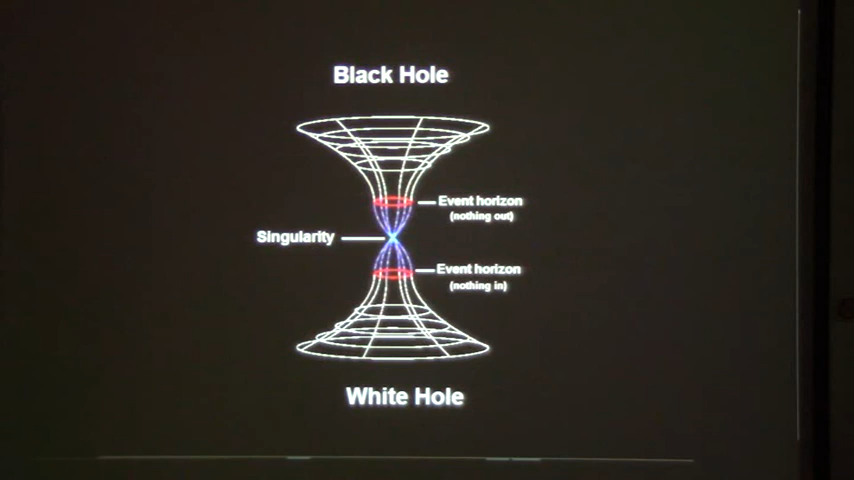 Black Hole
Event horizon
(nothing out)
Singularity
Event horizon
(nothing in)
White Hole